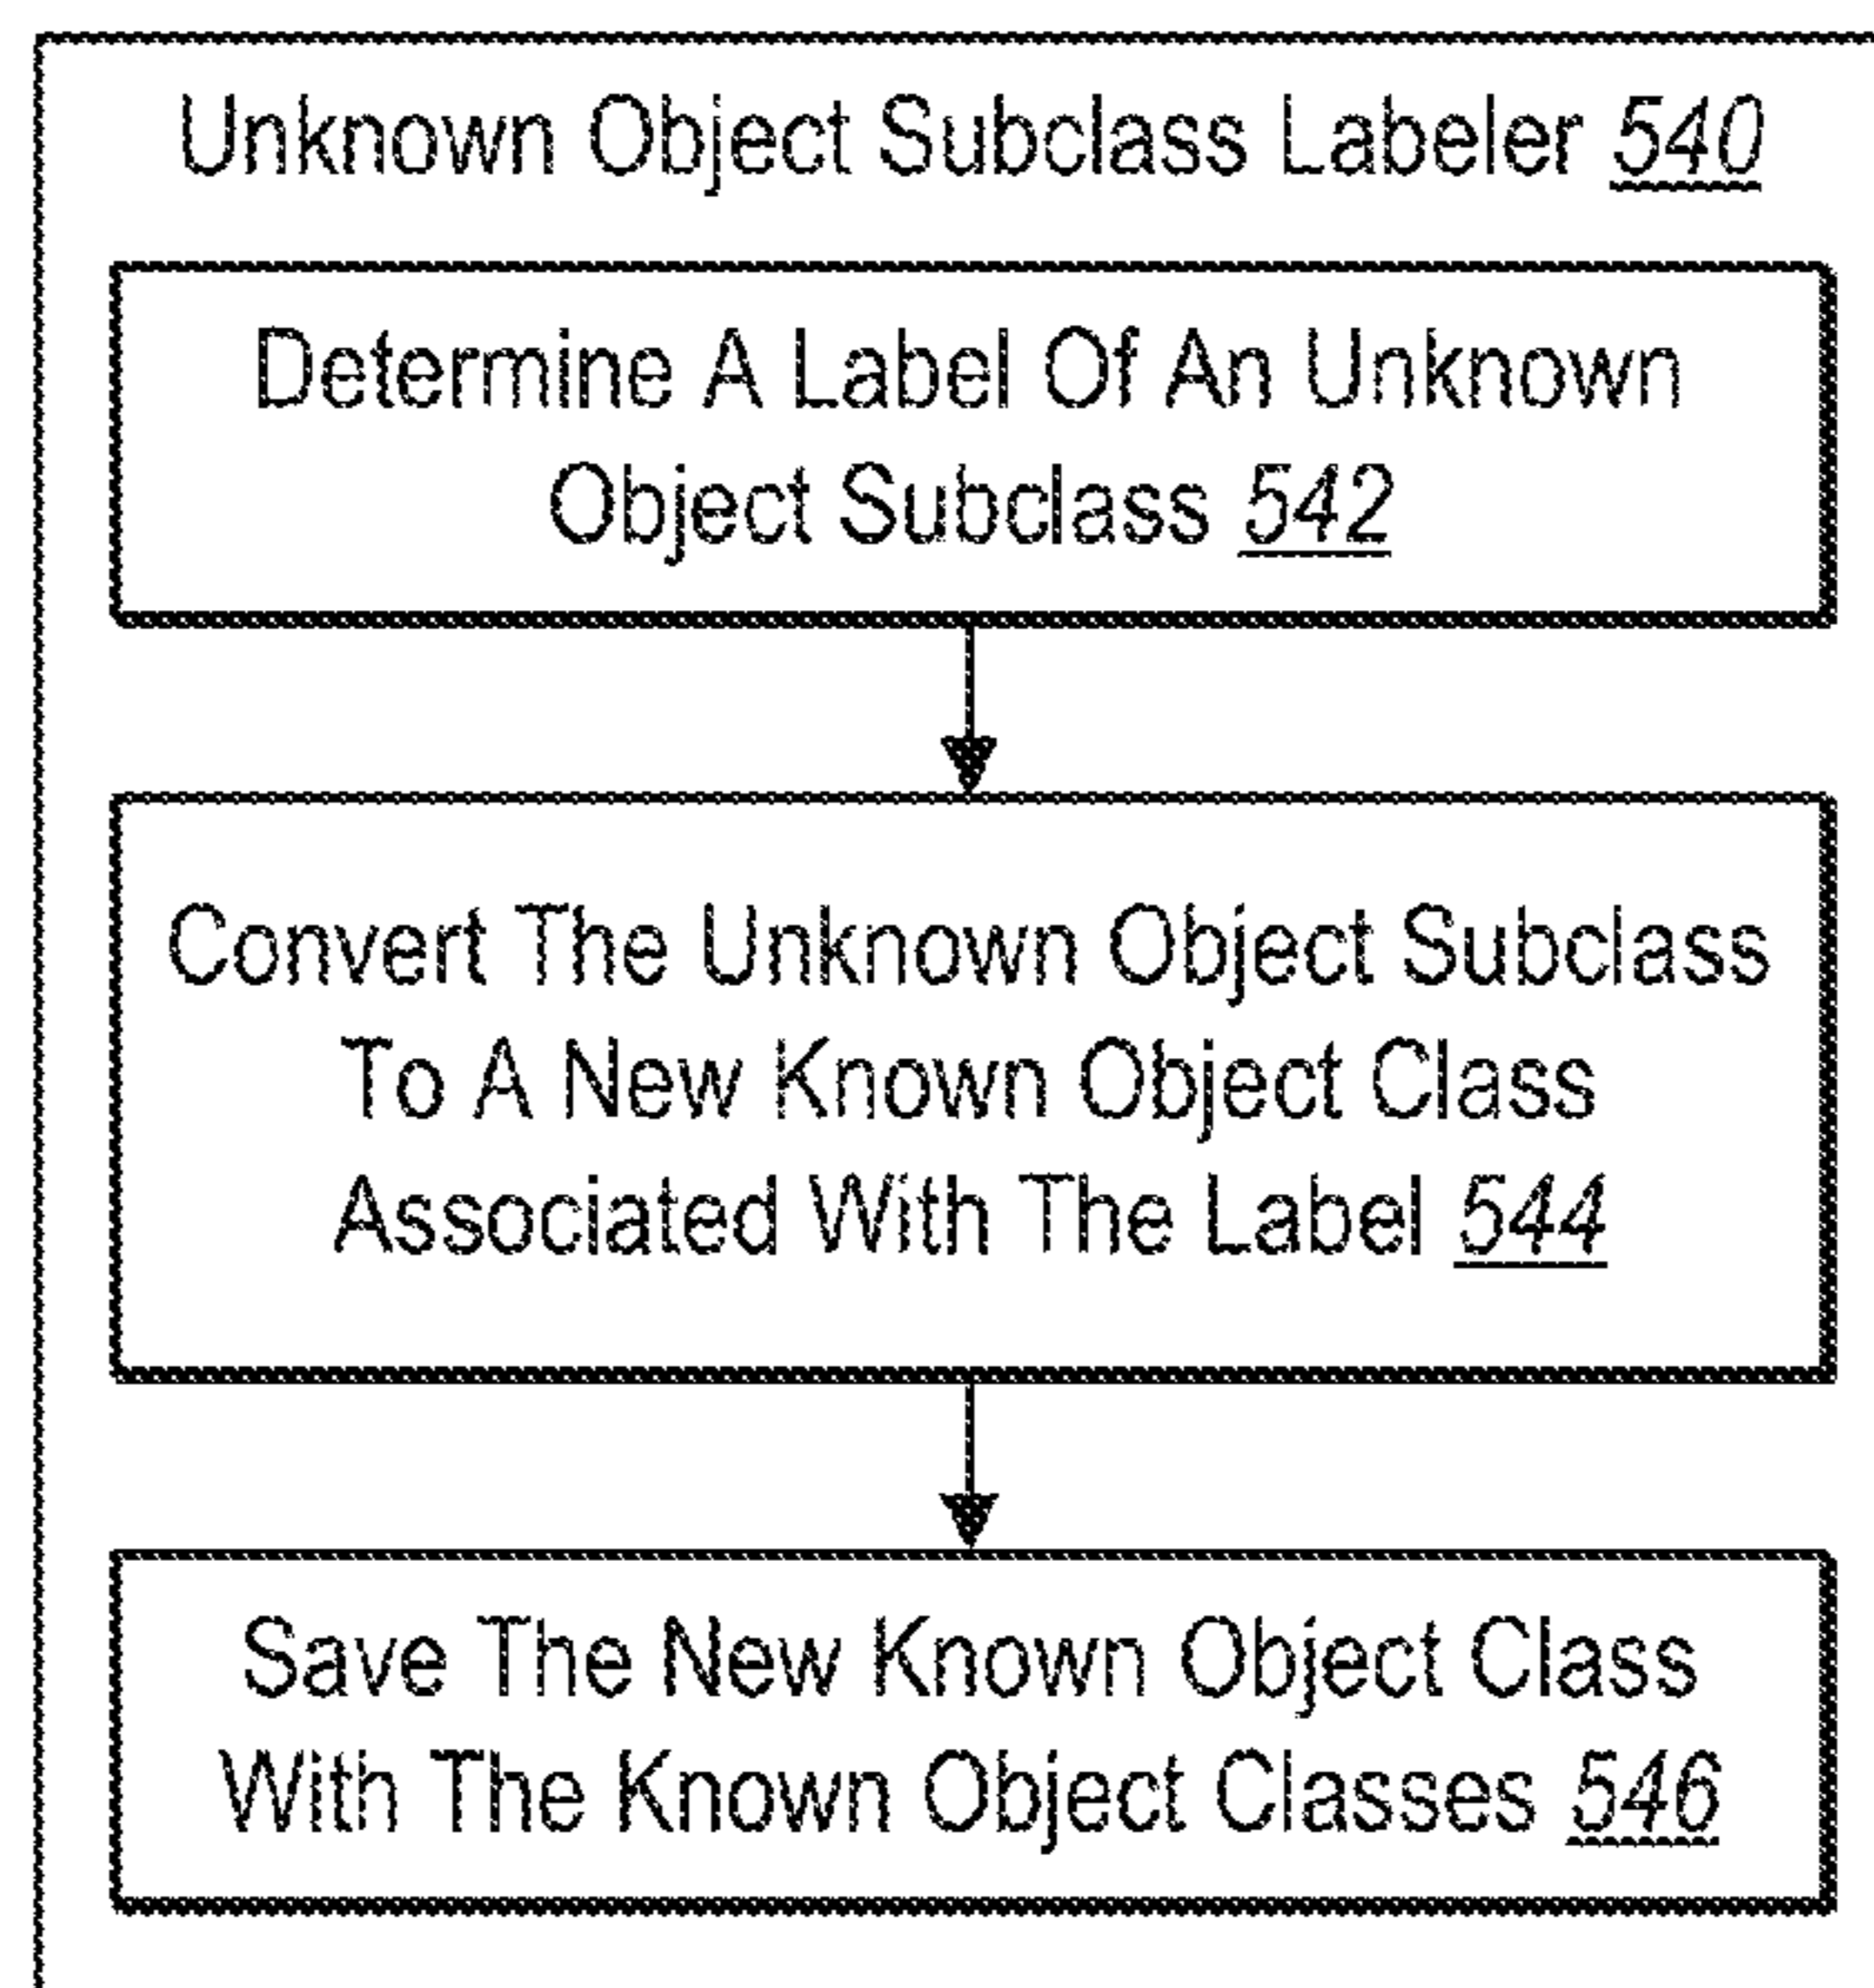 Unknown Object Subclass Labeler 540
Determine A Label Of An Unknown
Object Subclass 542
Convert The Unknown Object Subclass
To A New Known Object Class
Associated With The Label 544
Save The New Known Object Class
With The Known Object Classes 546